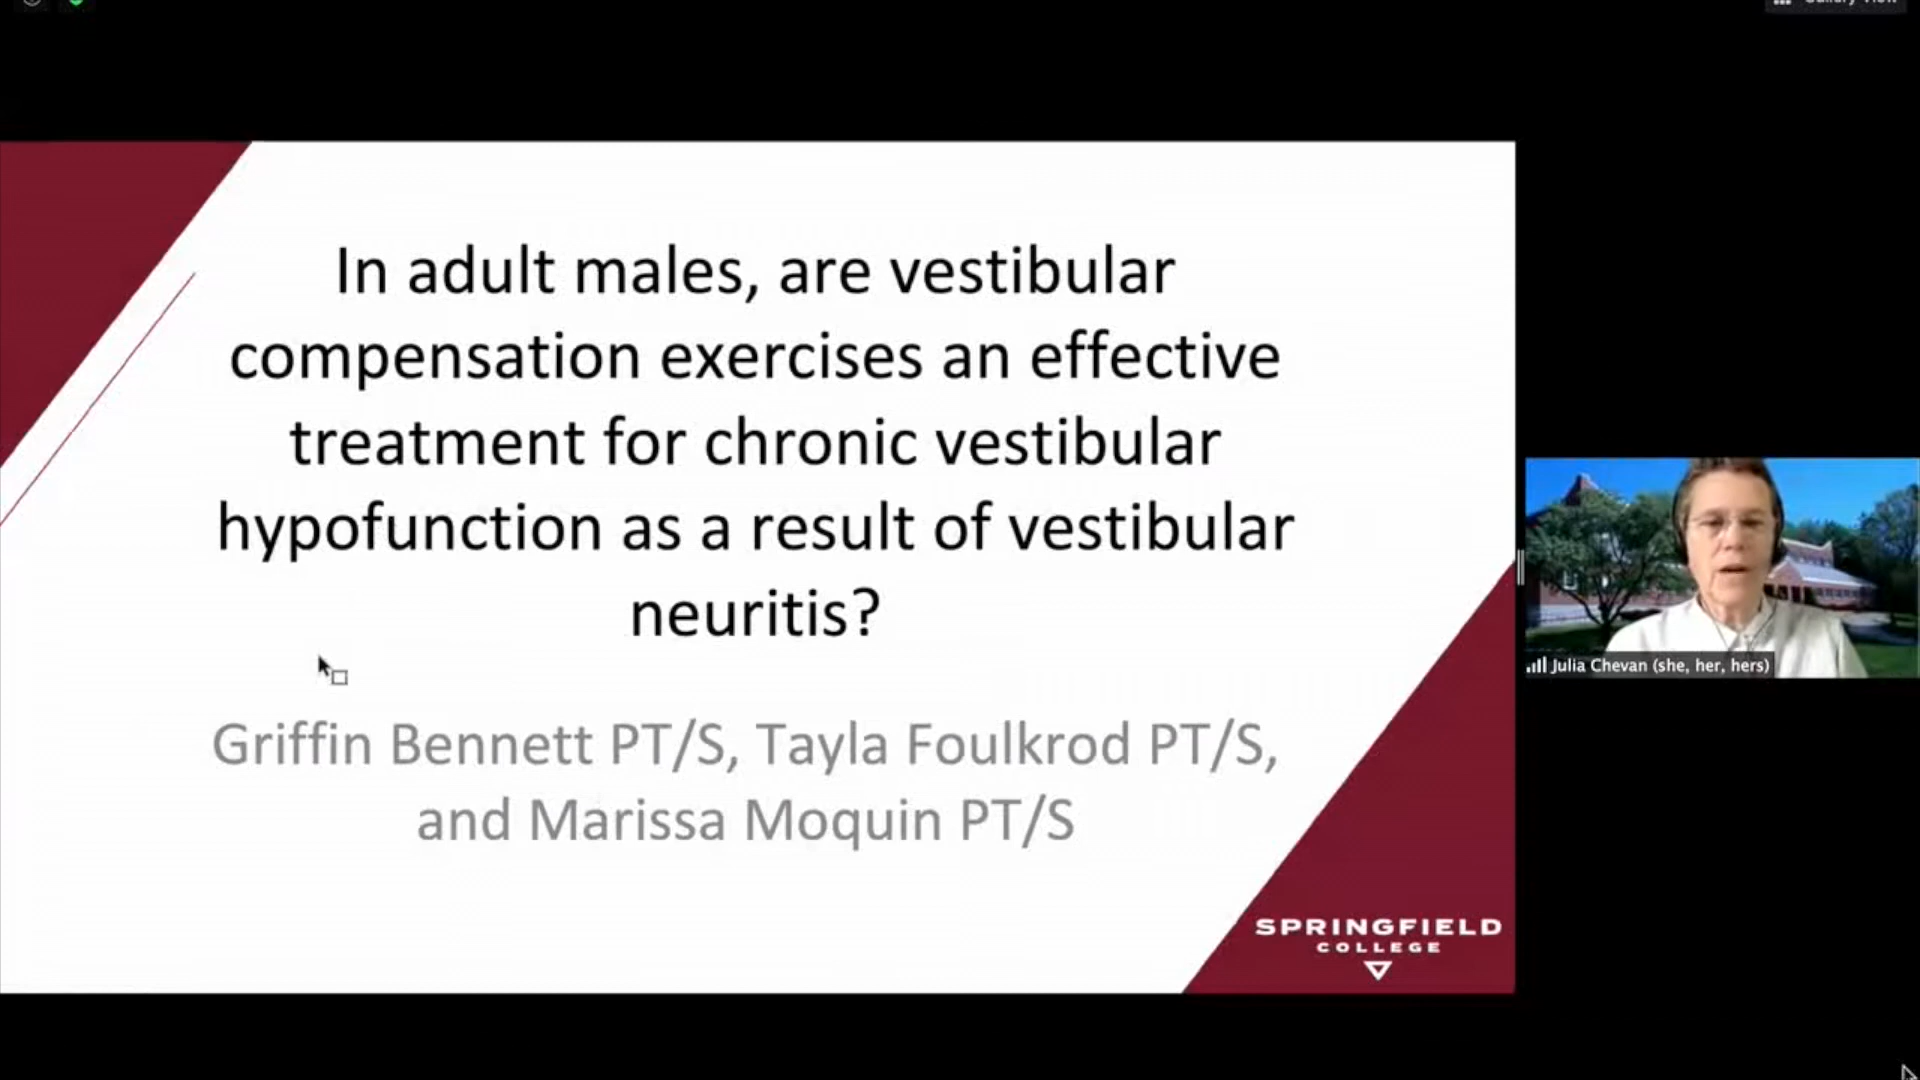 In adult males, are vestibular
compensation exercises an effective
treatment for chronic vestibular
hypofunction as a result of vestibular
neuritis?
Griffin Bennett PT/S, Tayla Foulkrod PT/S,
and Marissa Moquin PT/S
SPRINGFIELD
COLLEGE
Julia Chevan (she, her, hers)